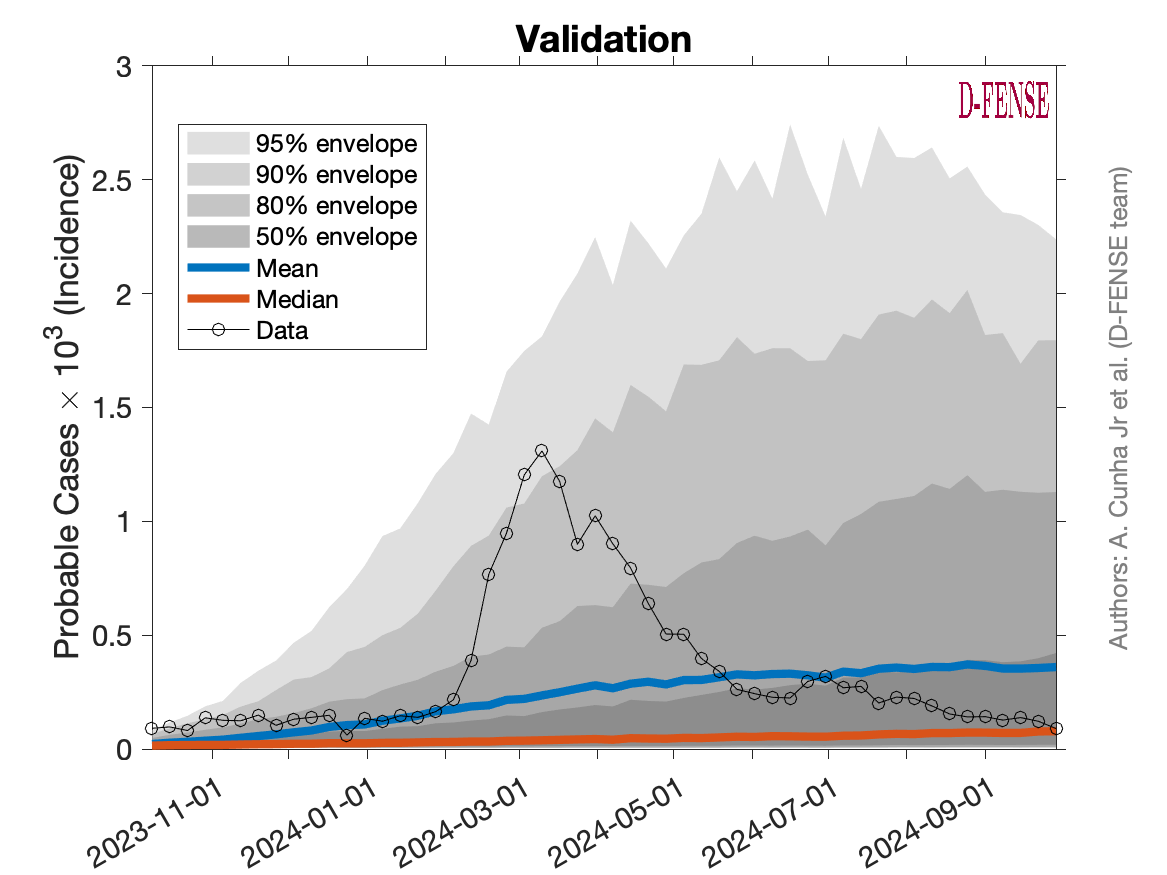 Validation
D-FENSE
3
2.5
2
1.5
1
0.5
0
Probable Cases × 10³ (Incidence)
95% envelope
90% envelope
80% envelope
50% envelope
Mean
Median
Data
2023-11-01
2024-01-01
2024-03-01
2024-05-01
2024-07-01
2024-09-01
Authors: A. Cunha Jr et al. (D-FENSE team)